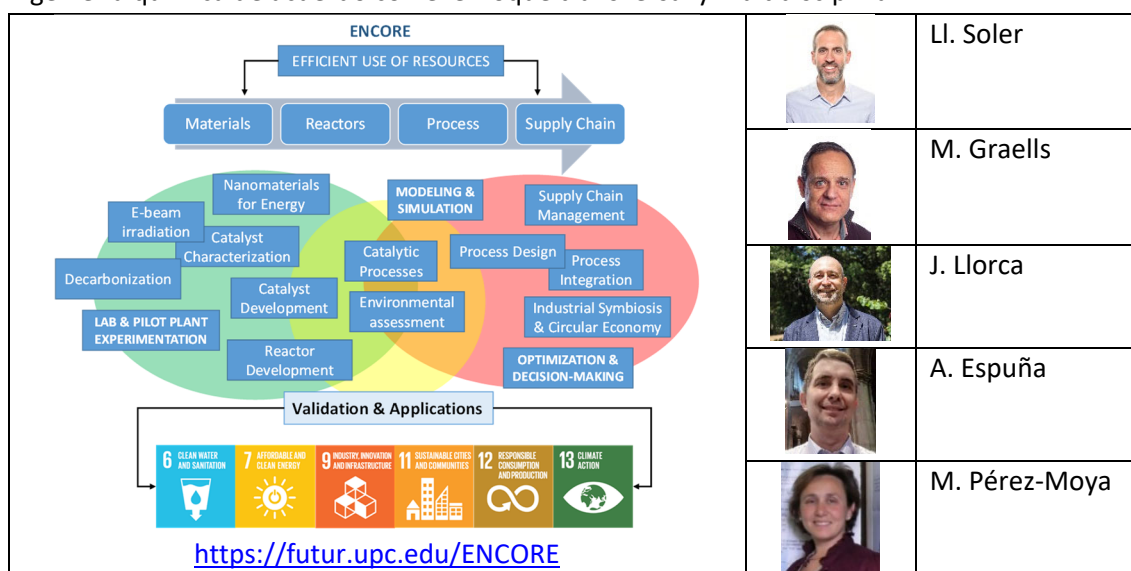 ENCORE
EFFICIENT USE OF RESOURCES
Materials
Reactors
Process
Supply Chain
Nanomaterials
for Energy
E-beam
irradiation
Catalyst
Characterization
Decarbonization
Catalyst
Development
LAB & PILOT PLANT
EXPERIMENTATION
Reactor
Development
MODELING &
SIMULATION
Catalytic
Processes
Environmental
assessment
Supply Chain
Management
Process Design
Process
Integration
Industrial Symbiosis
& Circular Economy
OPTIMIZATION &
DECISION-MAKING
Validation & Applications
6 CLEAN WATER
AND SANITATION
7 AFFORDABLE AND
CLEAN ENERGY
9 INDUSTRY, INNOVATION
AND INFRASTRUCTURE
11 SUSTAINABLE CITIES
AND COMMUNITIES
12 RESPONSIBLE
CONSUMPTION
AND PRODUCTION
13 CLIMATE
ACTION
https://futur.upc.edu/ENCORE
Ll. Soler
M. Graells
J. Llorca
A. Espuña
M. Pérez-Moya